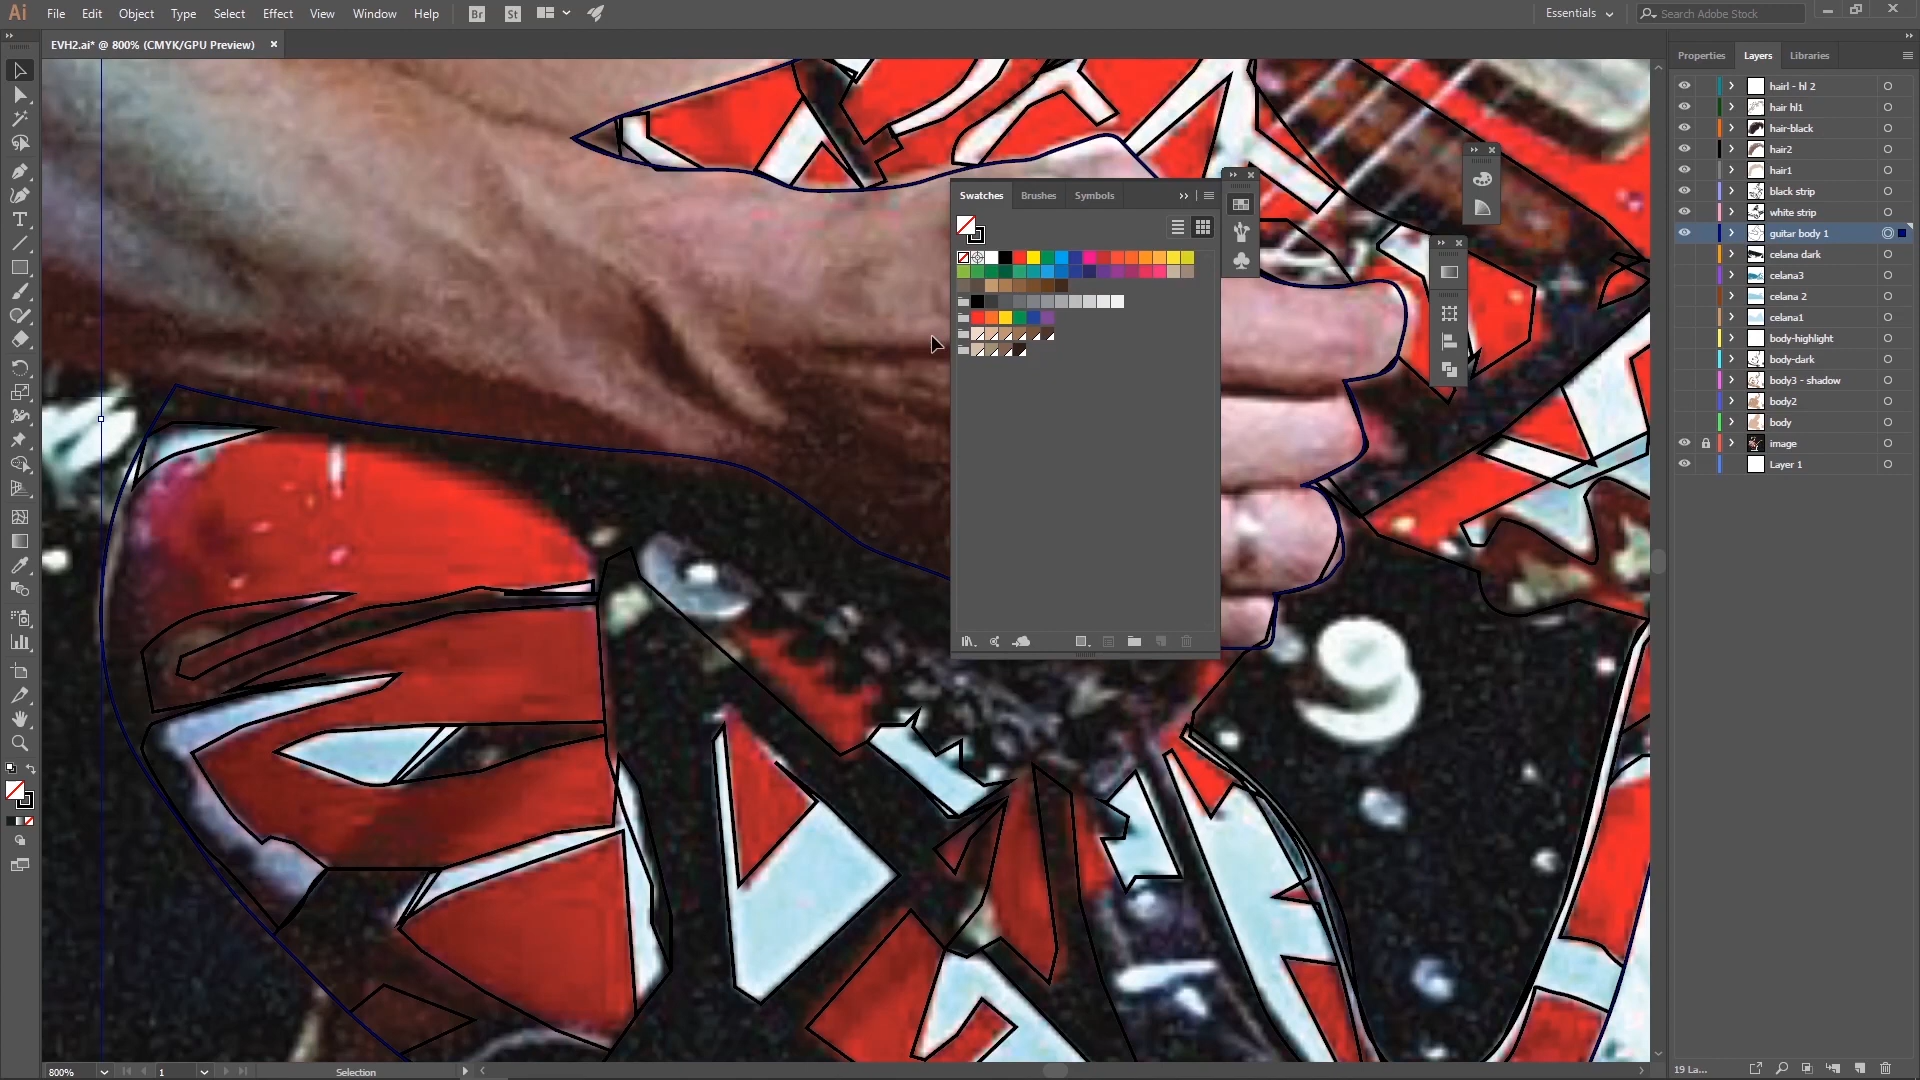 Ai File Edit Object Type Select Effect View Window Help Br St Essentials Search Adobe Stock
EVH2.ai* @ 800% (CMYK/GPU Preview)
Properties Layers Libraries
hairl - hl 2
hair hl1
hair-black
hair2
hair1
black strip
white strip
guitar body 1
celana dark
celana3
celana 2
celana1
body-highlight
body-dark
body3 - shadow
body2
body
image
Layer 1
Swatches Brushes Symbols
800% 1 Selection
19 La...